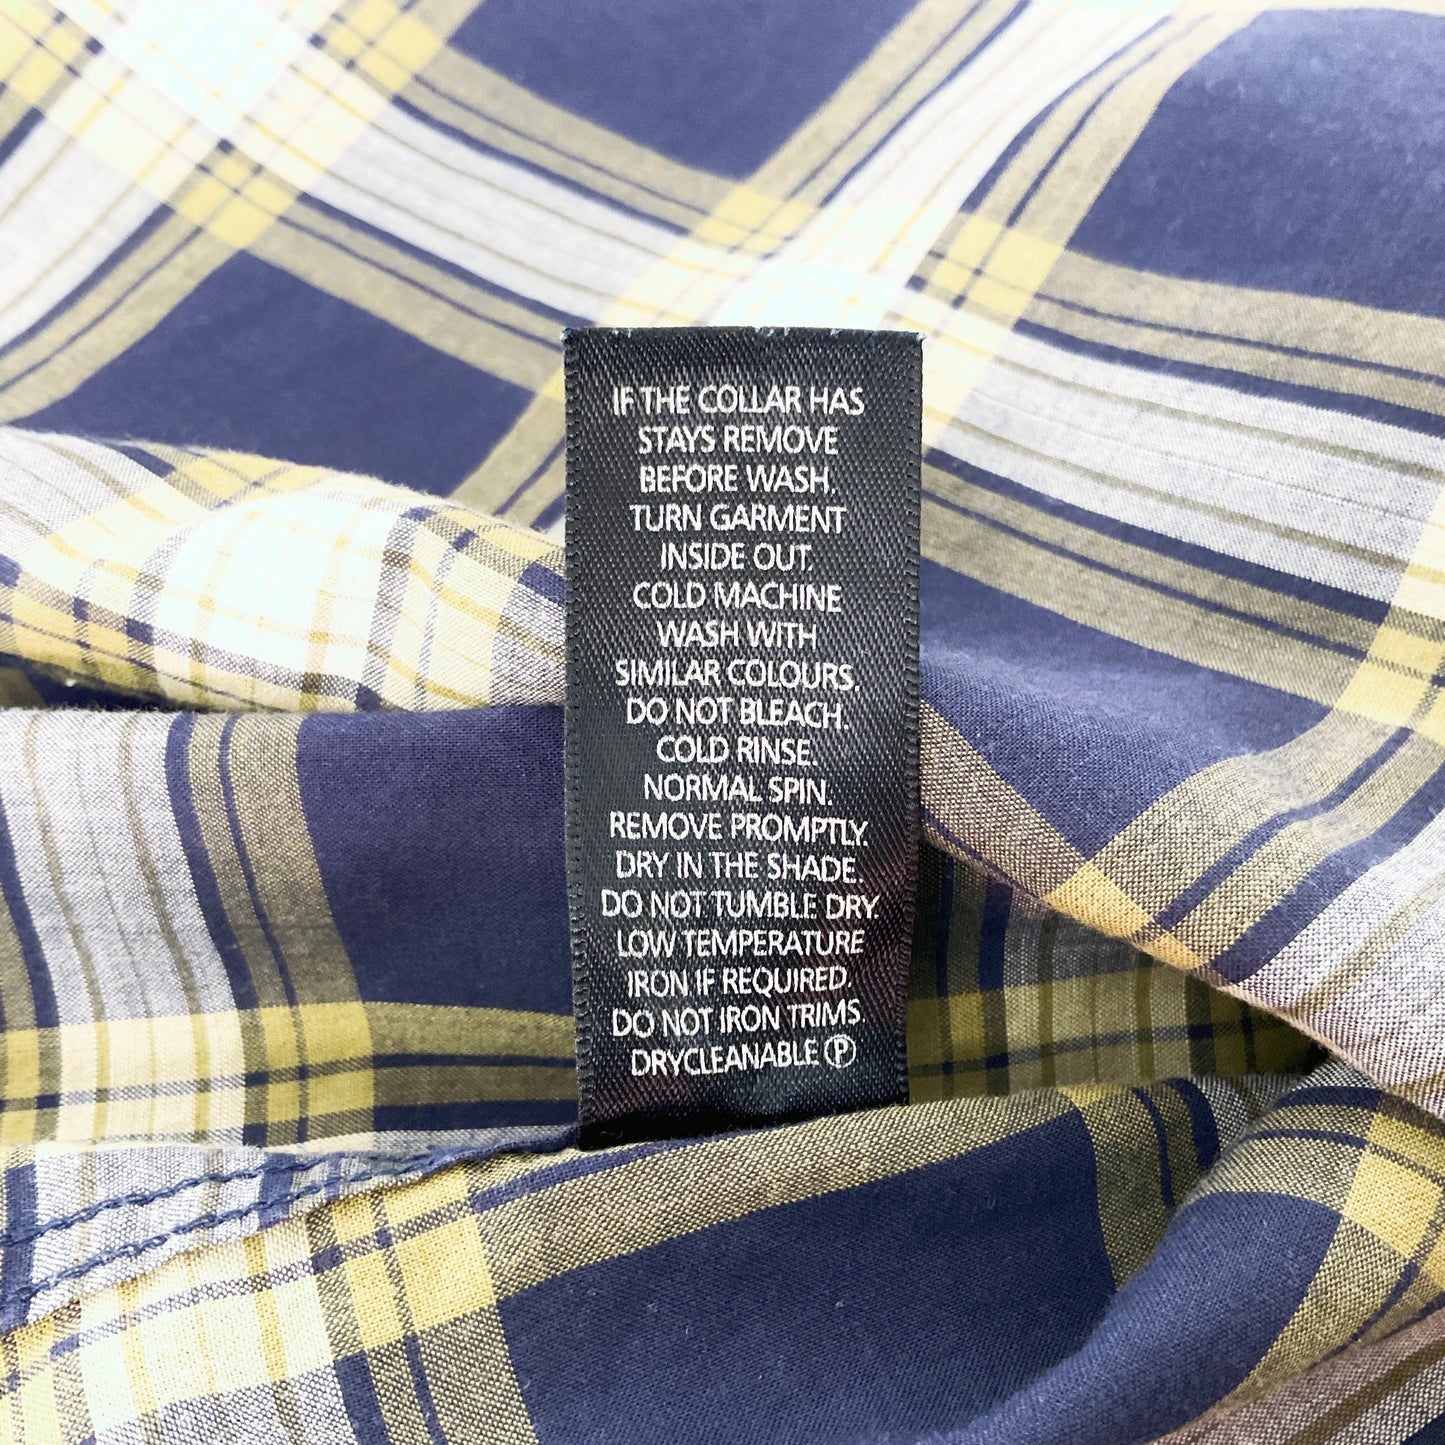 IF THE COLLAR HAS
STAYS REMOVE
BEFORE WASH.
TURN GARMENT
INSIDE OUT.
COLD MACHINE
WASH WITH
SIMILAR COLOURS.
DO NOT BLEACH.
COLD RINSE.
NORMAL SPIN.
REMOVE PROMPTLY.
DRY IN THE SHADE.
DO NOT TUMBLE DRY.
LOW TEMPERATURE
IRON IF REQUIRED.
DO NOT IRON TRIMS
DRYCLEANABLE Ⓟ